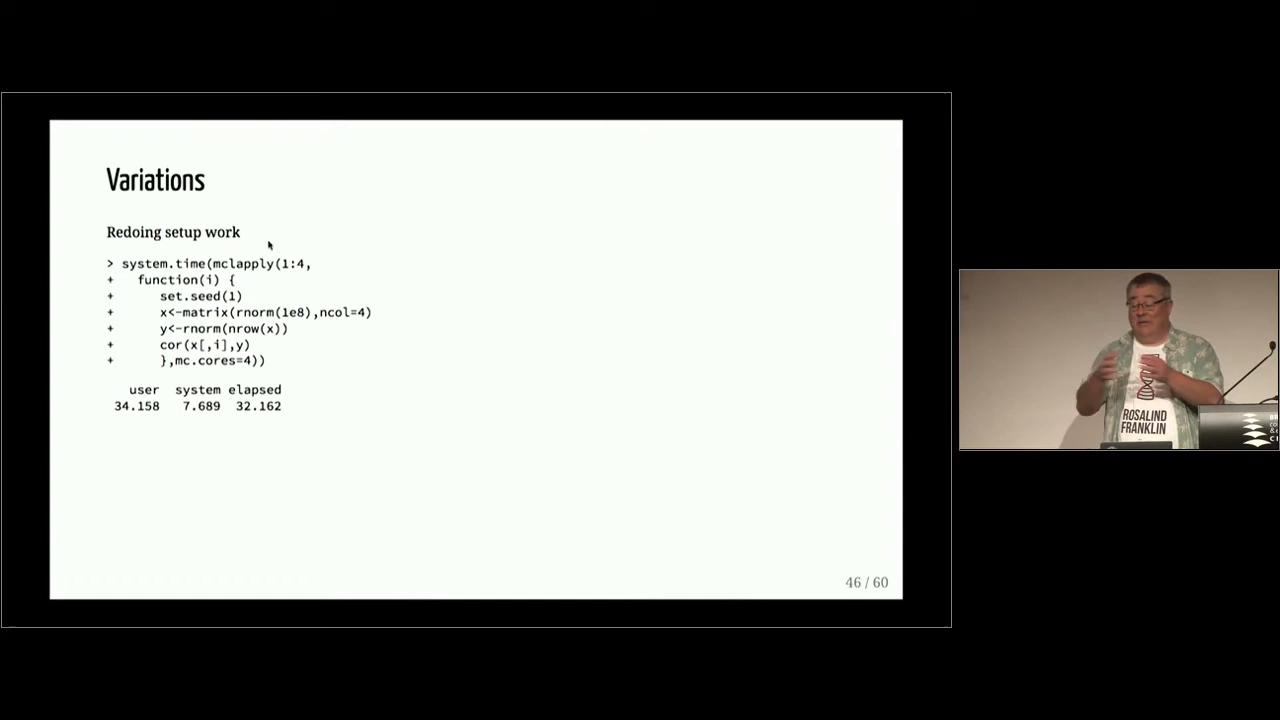 Variations
Redoing setup work
> system.time(mclapply(1:4,
+ function(i) {
+ set.seed(1)
+ x<-matrix(rnorm(1e8),ncol=4)
+ y<-rnorm(nrow(x))
+ cor(x[,i],y)
+ },mc.cores=4))
user system elapsed
34.158 7.689 32.162
46 / 60
ROSALIND
FRANKLIN